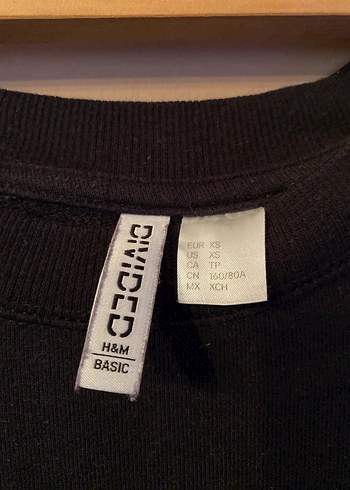 DIVIDED
H&M
BASIC
EUR XS
US XS
CA TP
CN 160/80A
MX XCH